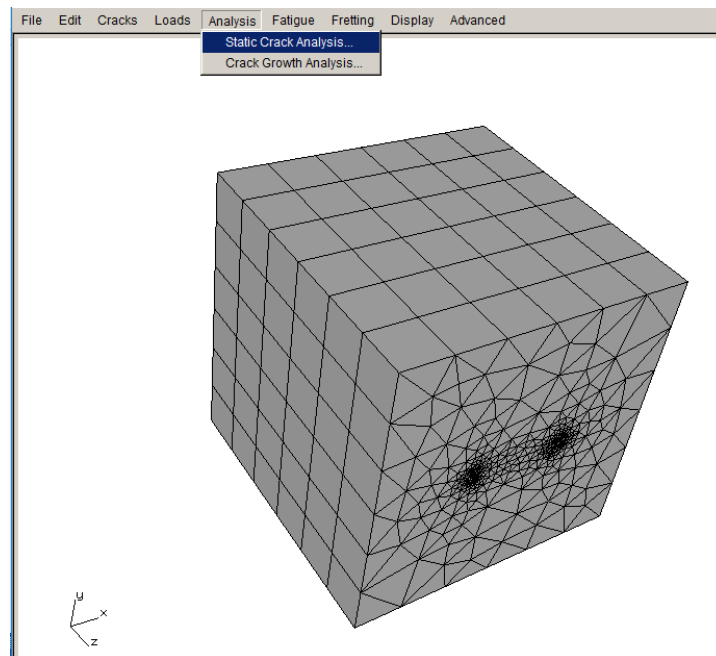 File Edit Cracks Loads Analysis Fatigue Fretting Display Advanced
Static Crack Analysis...
Crack Growth Analysis...
y
x
z